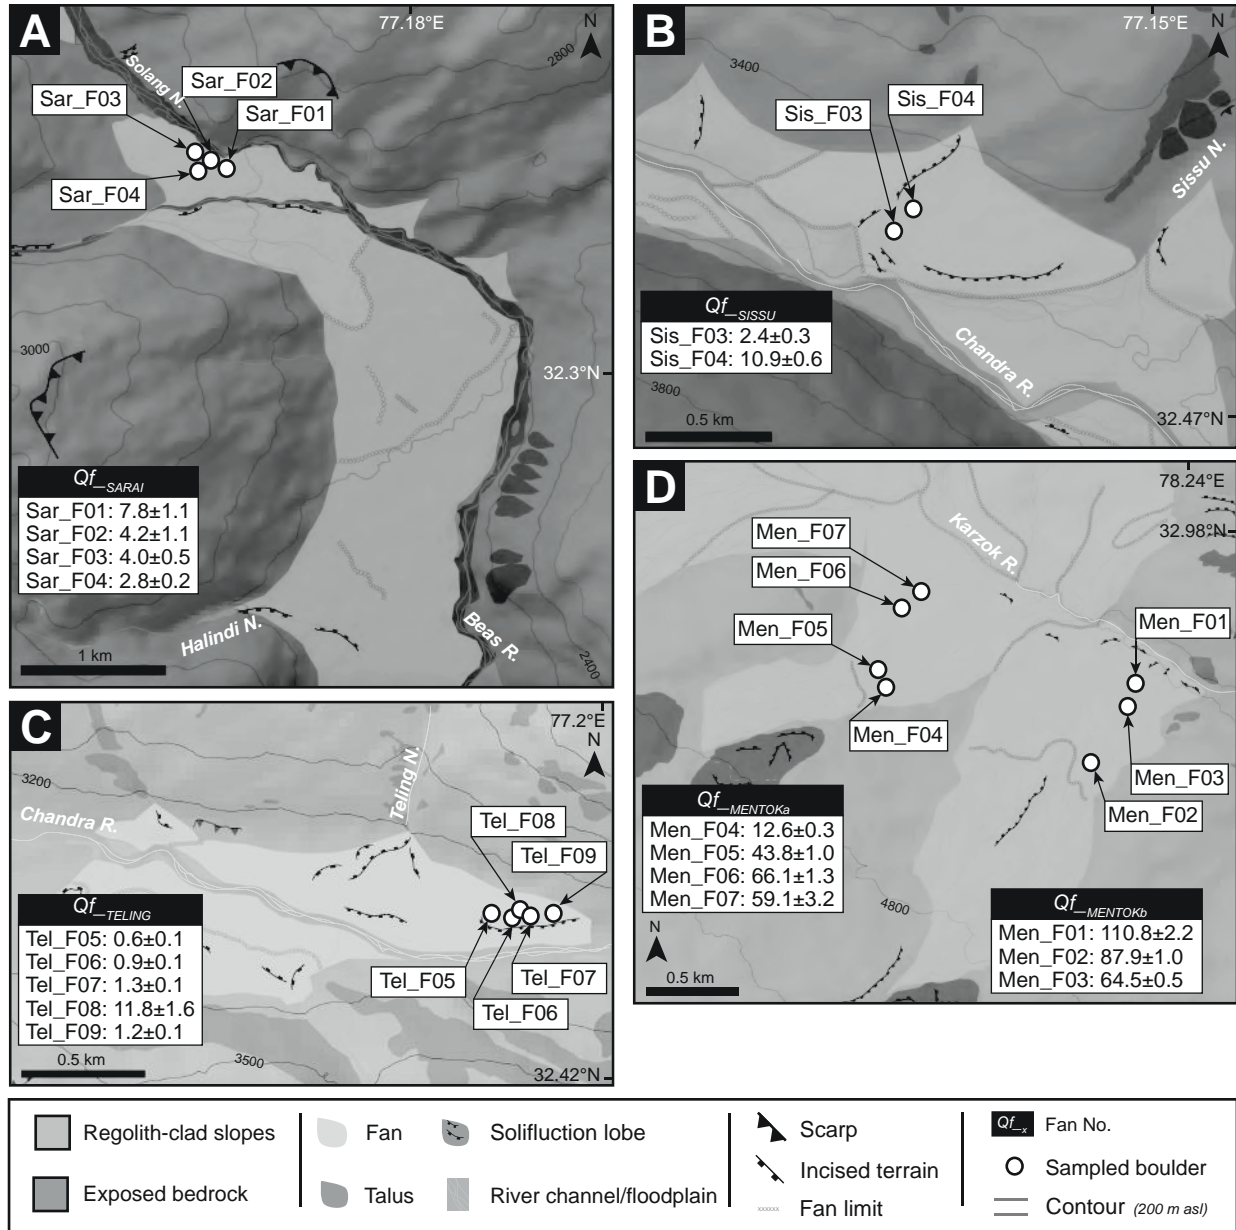 A
77.18°E
N
2800
Solang N.
Sar_F02
Sar_F03
Sar_F01
Sar_F04
3000
32.3°N
Qf_SARAI
Sar_F01: 7.8±1.1
Sar_F02: 4.2±1.1
Sar_F03: 4.0±0.5
Sar_F04: 2.8±0.2
Halindi N.
Beas R.
2400
1 km
B
77.15°E
N
3400
Sis_F04
Sis_F03
Sissu N.
Qf_SISSU
Sis_F03: 2.4±0.3
Sis_F04: 10.9±0.6
Chandra R.
3800
0.5 km
32.47°N
C
77.2°E
N
3200
Teling N.
Chandra R.
Tel_F08
Tel_F09
Qf_TELING
Tel_F05: 0.6±0.1
Tel_F06: 0.9±0.1
Tel_F07: 1.3±0.1
Tel_F08: 11.8±1.6
Tel_F09: 1.2±0.1
Tel_F05
Tel_F07
Tel_F06
0.5 km
3500
32.42°N
D
78.24°E
32.98°N
Karzok R.
Men_F07
Men_F06
Men_F05
Men_F01
Men_F04
Men_F03
Men_F02
Qf_MENTOKa
Men_F04: 12.6±0.3
Men_F05: 43.8±1.0
Men_F06: 66.1±1.3
Men_F07: 59.1±3.2
4800
Qf_MENTOKb
Men_F01: 110.8±2.2
Men_F02: 87.9±1.0
Men_F03: 64.5±0.5
N
0.5 km
Regolith-clad slopes
Exposed bedrock
Fan
Talus
Solifluction lobe
River channel/floodplain
Scarp
Incised terrain
Fan limit
Qf_x Fan No.
Sampled boulder
Contour (200 m asl)